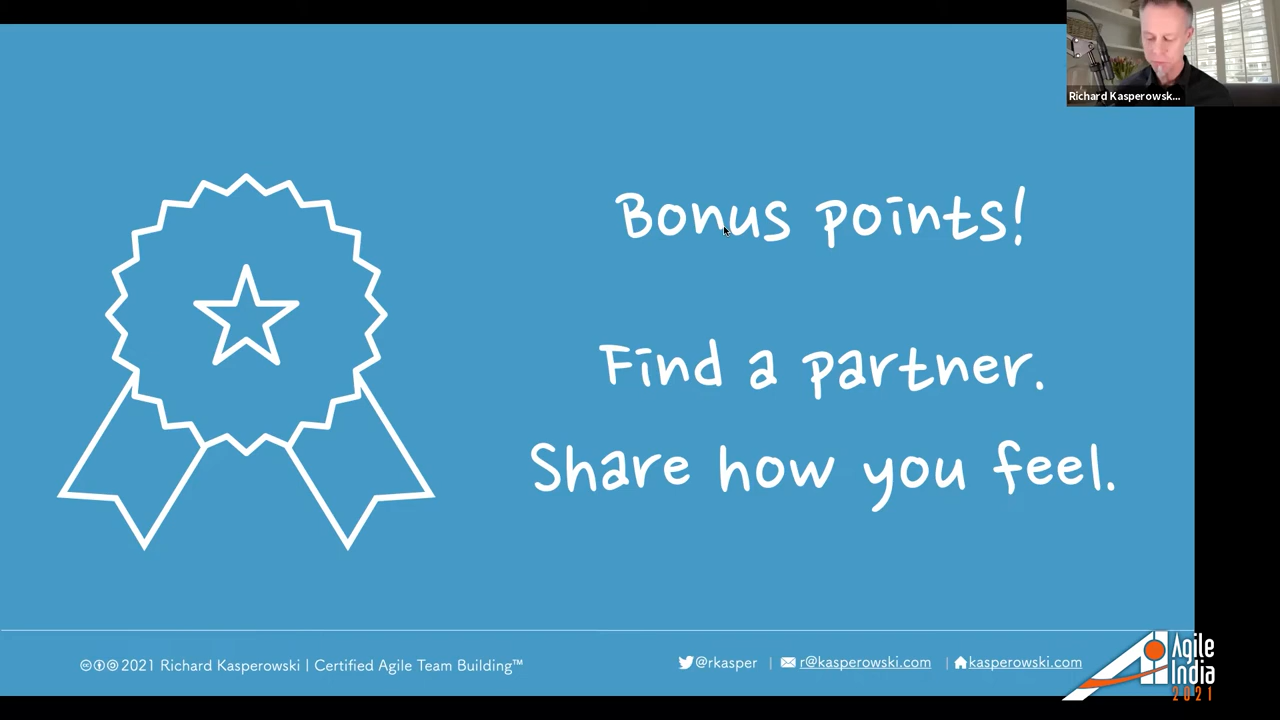 Richard Kasperowsk...
Bonus points!
Find a partner.
Share how you feel.
2021 Richard Kasperowski | Certified Agile Team Building™
@rkasper | r@kasperowski.com | kasperowski.com
Agile
India
2021